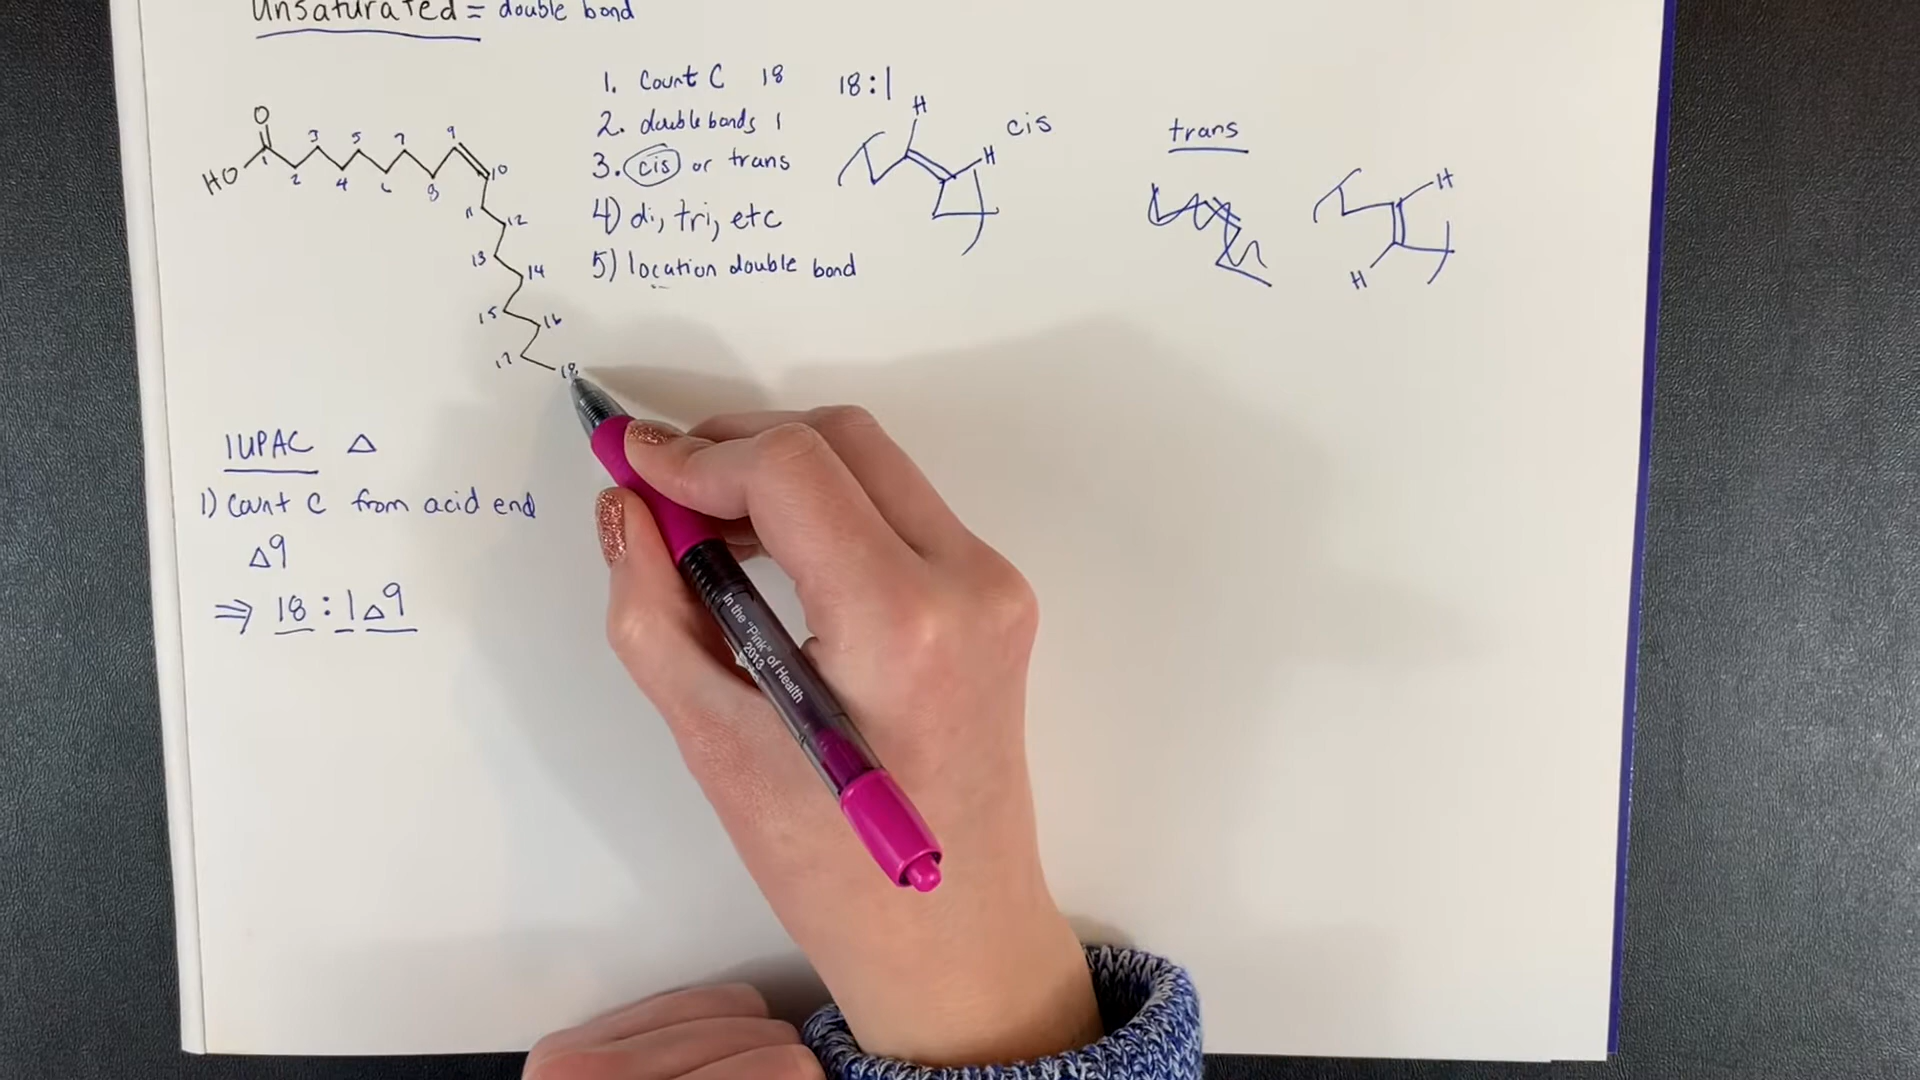 Unsaturated = double bond
1. Count C 18 18:1
2. double bonds 1
3. cis or trans
4) di, tri, etc
5) location double bond
O
HO
1 2 3 4 5 6 7 8 9 10
11 12
13 14
15 16
17 18
H
H
cis
trans
H
H
IUPAC Δ
1) Count C from acid end
Δ9
⇒ 18:1Δ9
In the "Pink" of Health
2013